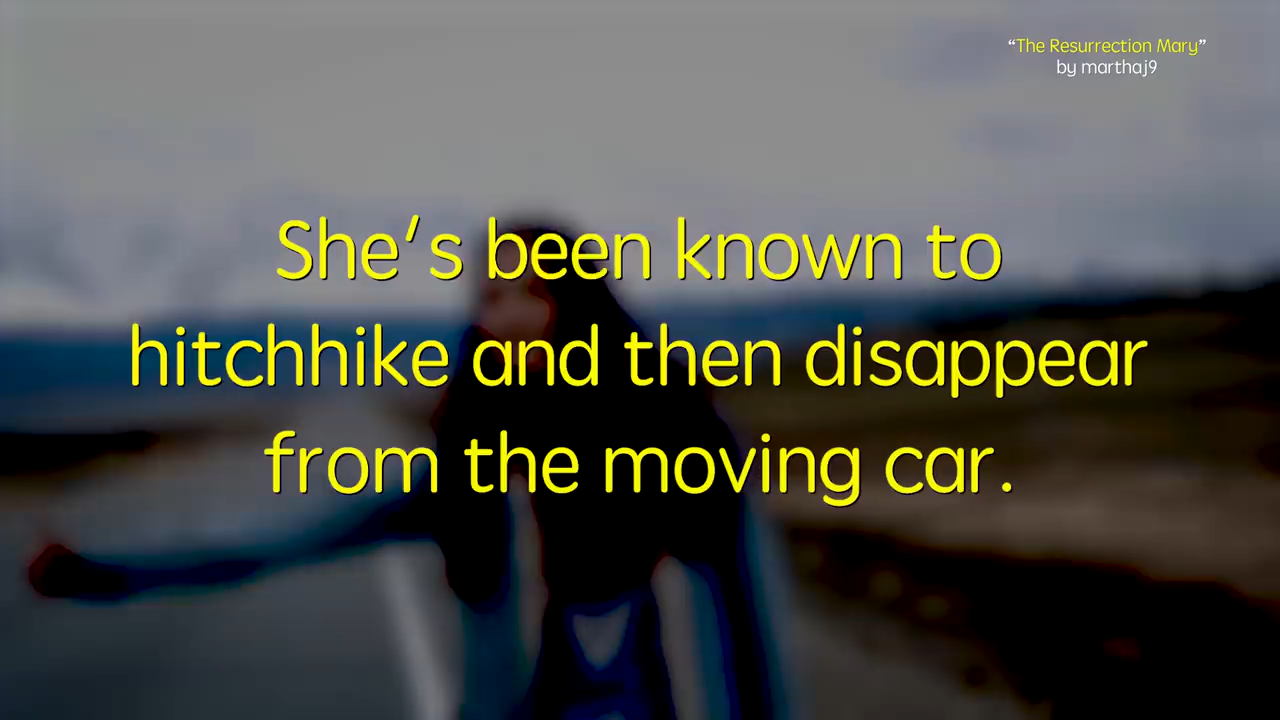 “The Resurrection Mary”
by marthaj9
She's been known to
hitchhike and then disappear
from the moving car.